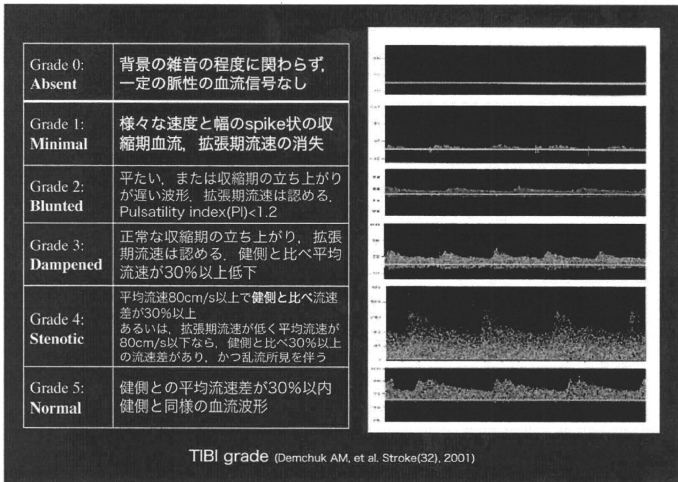 Grade 0:
Absent
背景の雑音の程度に関わらず,
一定の脈性の血流信号なし
Grade 1:
Minimal
様々な速度と幅のspike状の収
縮期血流, 拡張期流速の消失
Grade 2:
Blunted
平たい, または収縮期の立ち上がり
が遅い波形. 拡張期流速は認める.
Pulsatility index(PI)<1.2
Grade 3:
Dampened
正常な収縮期の立ち上がり, 拡張
期流速は認める. 健側と比べ平均
流速が30%以上低下
Grade 4:
Stenotic
平均流速80cm/s以上で健側と比べ流速
差が30%以上
あるいは, 拡張期流速が低く平均流速が
80cm/s以下なら, 健側と比べ30%以上
の流速差があり, かつ乱流所見を伴う
Grade 5:
Normal
健側との平均流速差が30%以内
健側と同様の血流波形
TIBI grade (Demchuk AM, et al. Stroke(32), 2001)